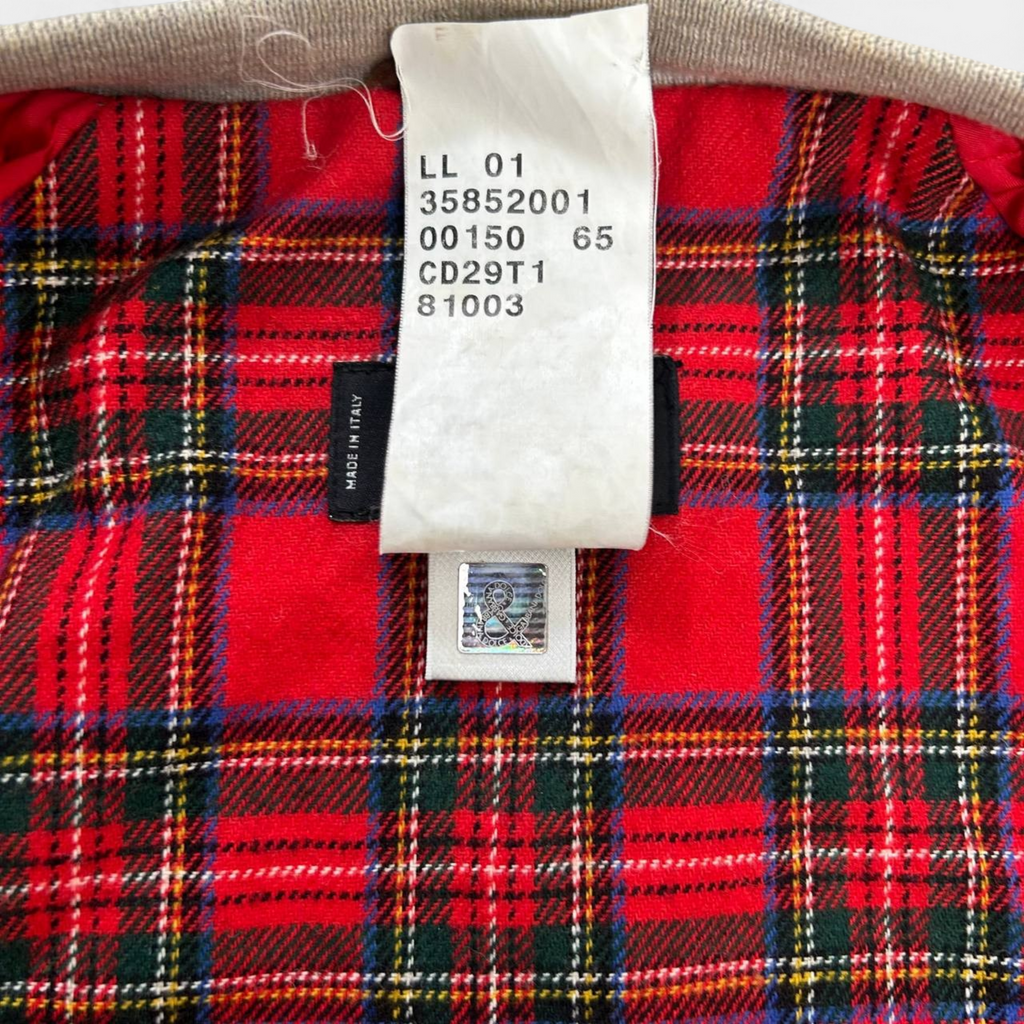 LL 01
35852001
00150 65
CD29T1
81003
MADE IN ITALY
&